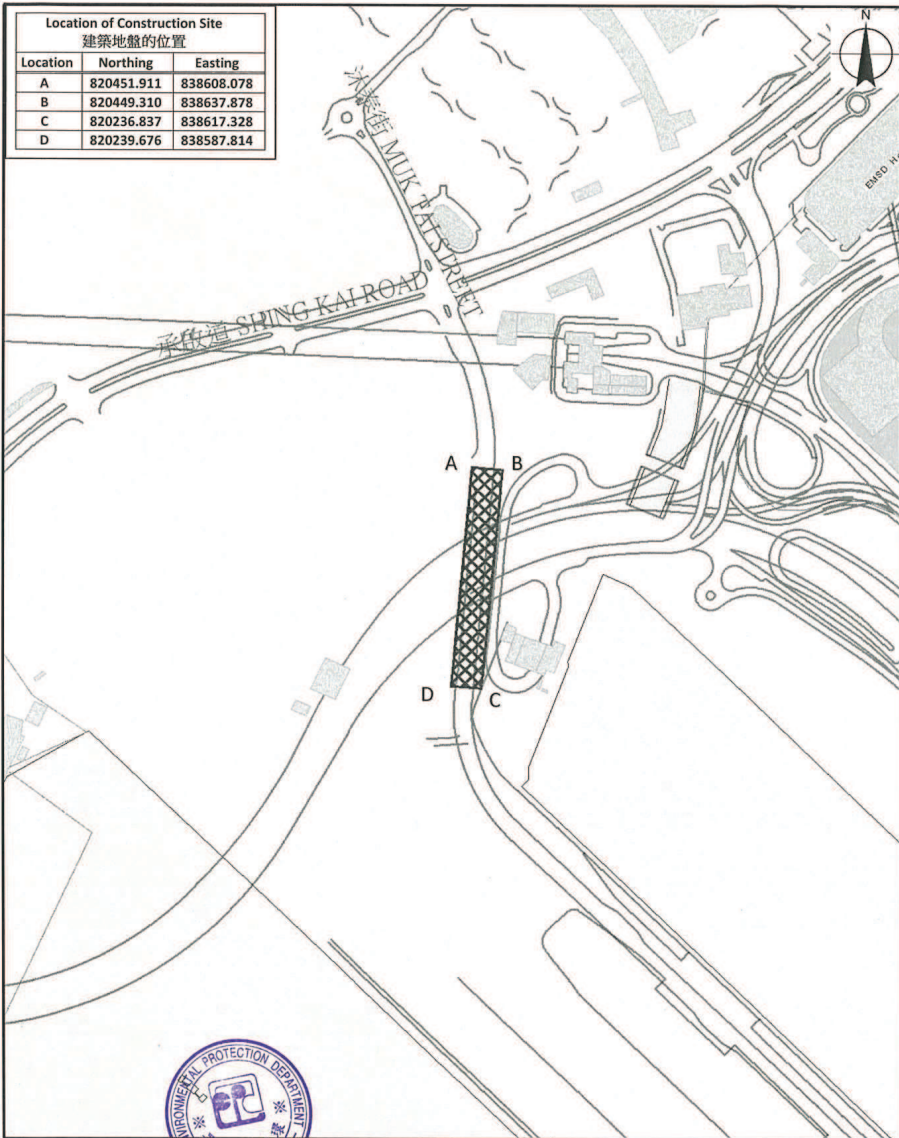 Location of Construction Site
建築地盤的位置
Location Northing Easting
A 820451.911 838608.078
B 820449.310 838637.878
C 820236.837 838617.328
D 820239.676 838587.814
N
沐泰街 MUK TAI STREET
EMSD
承啟道 SHING KAI ROAD
A
B
D
C
ENVIRONMENTAL PROTECTION DEPARTMENT